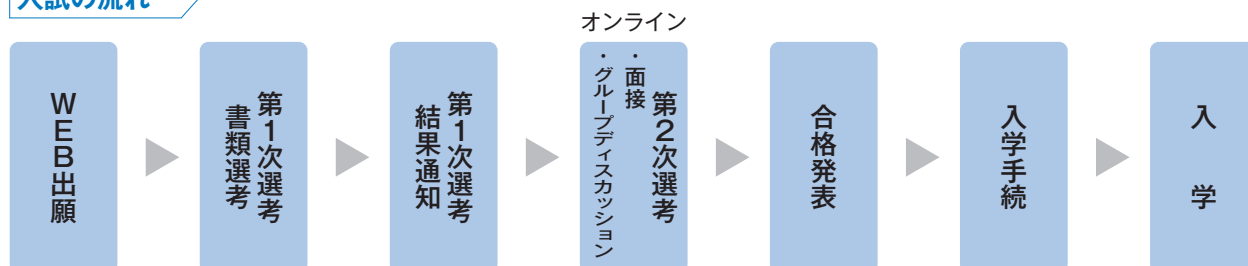 入試の流れ
WEB出願
第1次選考
書類選考
第1次選考
結果通知
オンライン
第2次選考
・面接
・グループディスカッション
合格発表
入学手続
入学